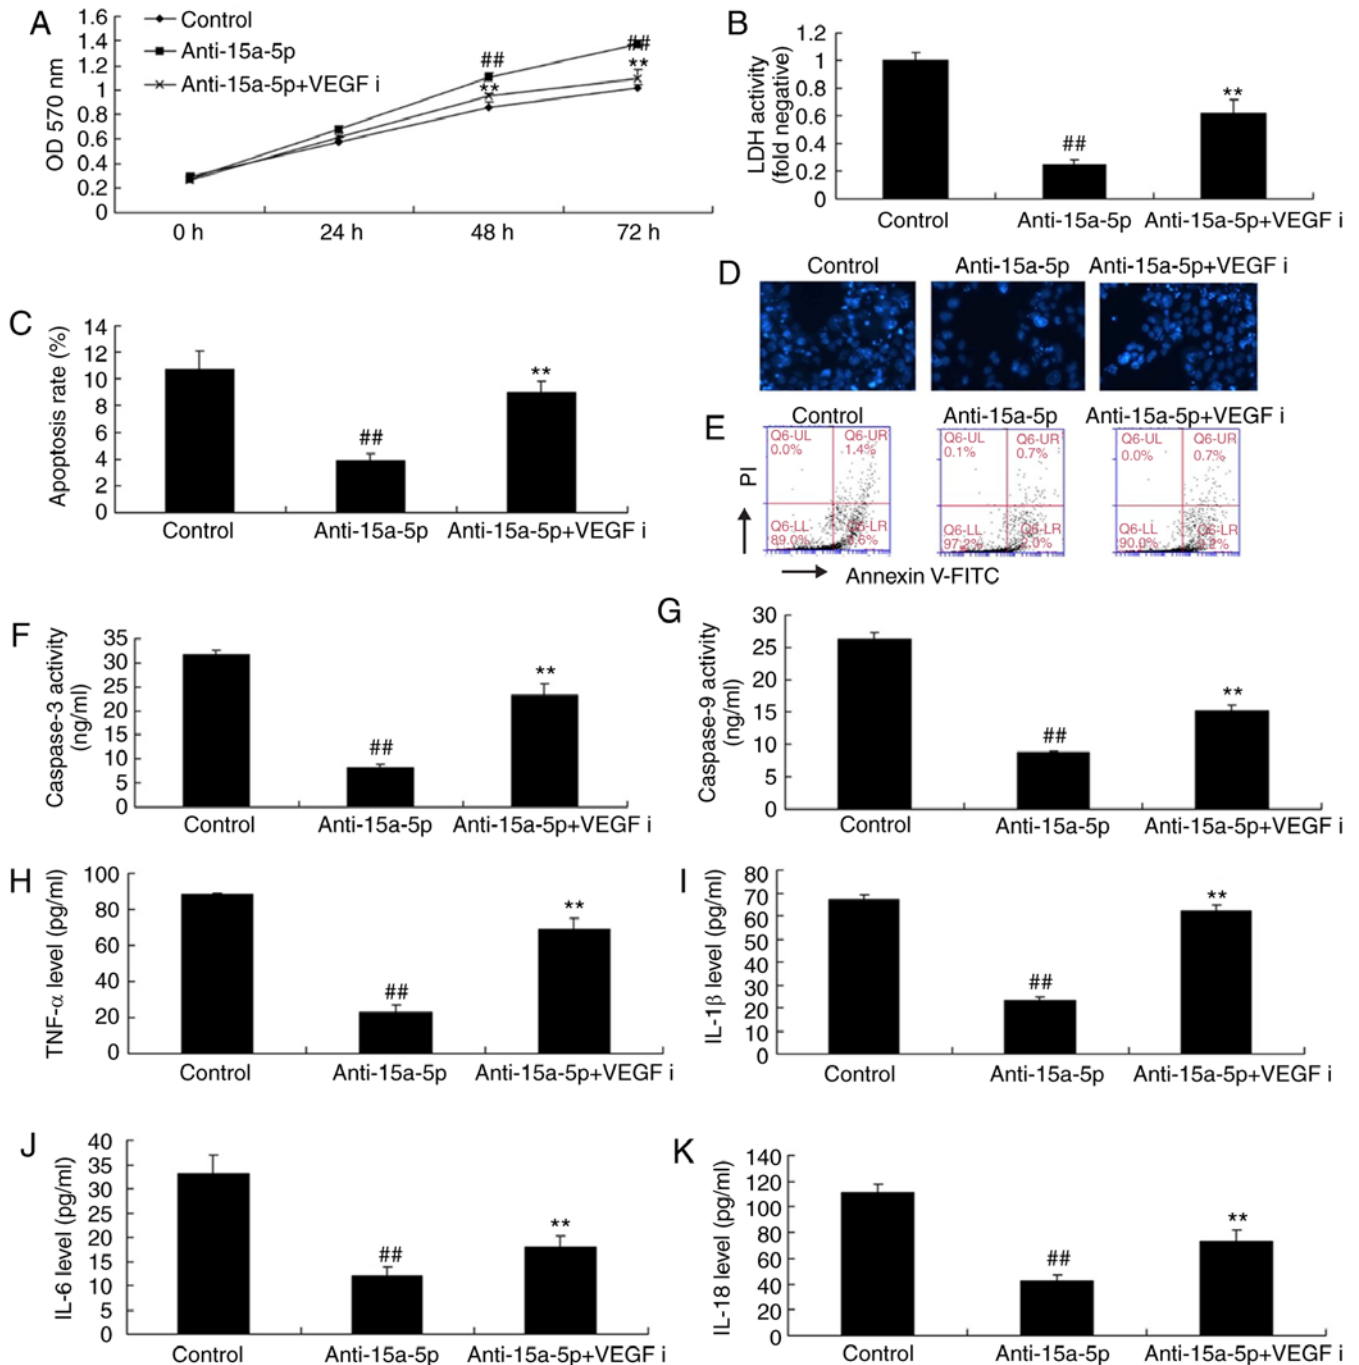 A
Control
Anti-15a-5p
Anti-15a-5p+VEGF i
OD 570 nm
1.6
1.4
1.2
1
0.8
0.6
0.4
0.2
0
##
**
##
**
0 h
24 h
48 h
72 h
B
LDH activity
(fold negative)
1.2
1
0.8
0.6
0.4
0.2
0
##
**
Control
Anti-15a-5p
Anti-15a-5p+VEGF i
C
Apoptosis rate (%)
14
12
10
8
6
4
2
0
##
**
Control
Anti-15a-5p
Anti-15a-5p+VEGF i
D
Control
Anti-15a-5p
Anti-15a-5p+VEGF i
E
Control
Anti-15a-5p
Anti-15a-5p+VEGF i
PI
Q6-UL
0.0%
Q6-UR
1.4%
Q6-LL
89.0%
Q6-LR
Q6-UL
0.1%
Q6-UR
0.7%
Q6-LL
97.2%
Q6-LR
2.0%
Q6-UL
0.0%
Q6-UR
0.7%
Q6-LL
90.0%
Q6-LR
Annexin V-FITC
F
Caspase-3 activity
(ng/ml)
35
30
25
20
15
10
5
0
##
**
Control
Anti-15a-5p
Anti-15a-5p+VEGF i
G
Caspase-9 activity
(ng/ml)
30
25
20
15
10
5
0
##
**
Control
Anti-15a-5p
Anti-15a-5p+VEGF i
H
TNF-α level (pg/ml)
100
80
60
40
20
0
##
**
Control
Anti-15a-5p
Anti-15a-5p+VEGF i
I
IL-1β level (pg/ml)
80
70
60
50
40
30
20
10
0
##
**
Control
Anti-15a-5p
Anti-15a-5p+VEGF i
J
IL-6 level (pg/ml)
40
35
30
25
20
15
10
5
0
##
**
Control
Anti-15a-5p
Anti-15a-5p+VEGF i
K
IL-18 level (pg/ml)
140
120
100
80
60
40
20
0
##
**
Control
Anti-15a-5p
Anti-15a-5p+VEGF i